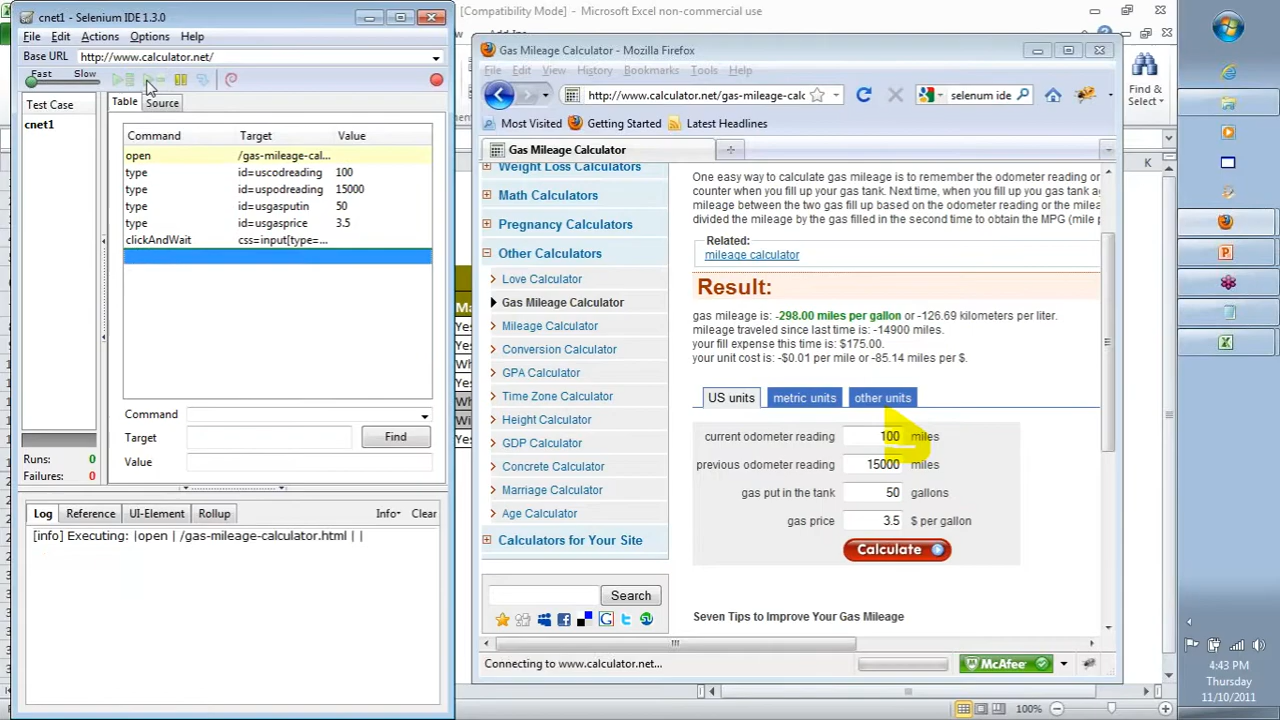 cnet1 - Selenium IDE 1.3.0
File Edit Actions Options Help
Base URL http://www.calculator.net/
Fast Slow
Test Case
cnet1
Table Source
Command Target Value
open /gas-mileage-cal...
type id=uscodreading 100
type id=uspodreading 15000
type id=usgasputin 50
type id=usgasprice 3.5
clickAndWait css=input[type=...
Command
Target Find
Value
Runs: 0
Failures: 0
Log Reference UI-Element Rollup Info Clear
[info] Executing: |open | /gas-mileage-calculator.html | |
[Compatibility Mode] - Microsoft Excel non-commercial use
Find &
Select
K
Gas Mileage Calculator - Mozilla Firefox
File Edit View History Bookmarks Tools Help
http://www.calculator.net/gas-mileage-calc
selenium ide
Most Visited Getting Started Latest Headlines
Gas Mileage Calculator
Weight Loss Calculators
Math Calculators
Pregnancy Calculators
Other Calculators
Love Calculator
Gas Mileage Calculator
Mileage Calculator
Conversion Calculator
GPA Calculator
Time Zone Calculator
Height Calculator
GDP Calculator
Concrete Calculator
Marriage Calculator
Age Calculator
Calculators for Your Site
Search
One easy way to calculate gas mileage is to remember the odometer reading or
counter when you fill up your gas tank. Next time, when you fill up you gas tank ag
mileage between the two gas fill up based on the odometer reading or the milea
divided the mileage by the gas filled in the second time to obtain the MPG (mile p
Related:
mileage calculator
Result:
gas mileage is: -298.00 miles per gallon or -126.69 kilometers per liter.
mileage traveled since last time is: -14900 miles.
your fill expense this time is: $175.00.
your unit cost is: -$0.01 per mile or -85.14 miles per $.
US units metric units other units
current odometer reading 100 miles
previous odometer reading 15000 miles
gas put in the tank 50 gallons
gas price 3.5 $ per gallon
Calculate
Seven Tips to Improve Your Gas Mileage
Connecting to www.calculator.net...
McAfee
100%
4:43 PM
Thursday
11/10/2011